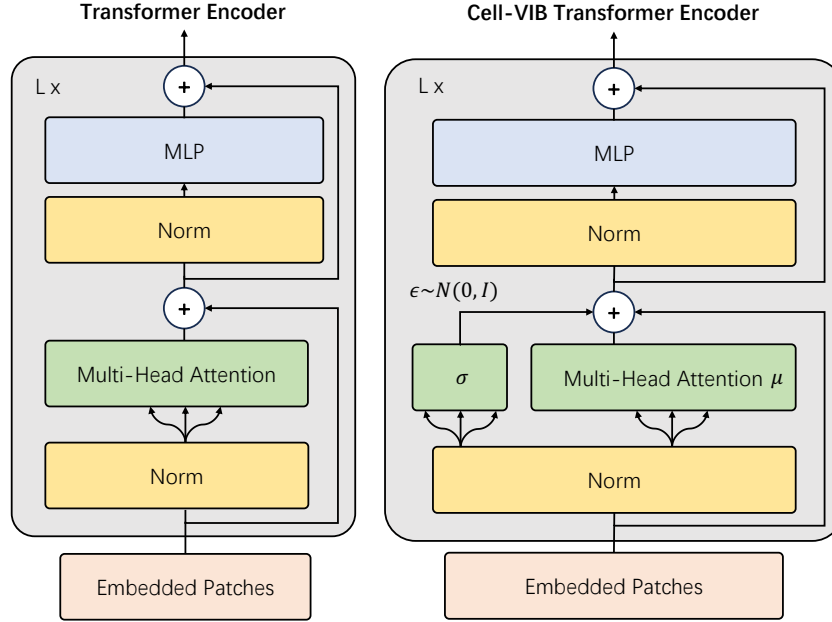 Transformer Encoder
L x
+
MLP
Norm
+
Multi-Head Attention
Norm
Embedded Patches
Cell-VIB Transformer Encoder
L x
+
MLP
Norm
ϵ~N(0, I)
+
σ
Multi-Head Attention μ
Norm
Embedded Patches